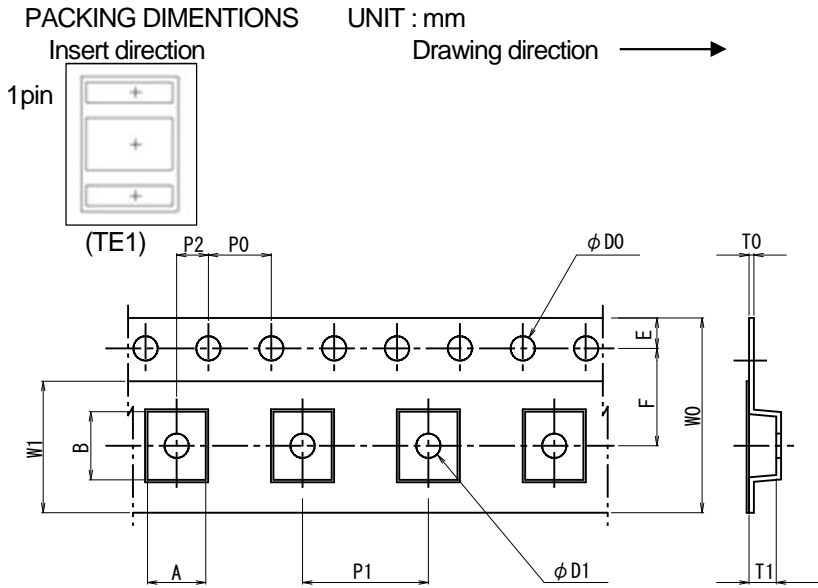 PACKING DIMENTIONS UNIT : mm
Insert direction Drawing direction
1pin
(TE1)
P2 P0 φD0 T0
E
F
W0
W1
B
A P1 φD1 T1